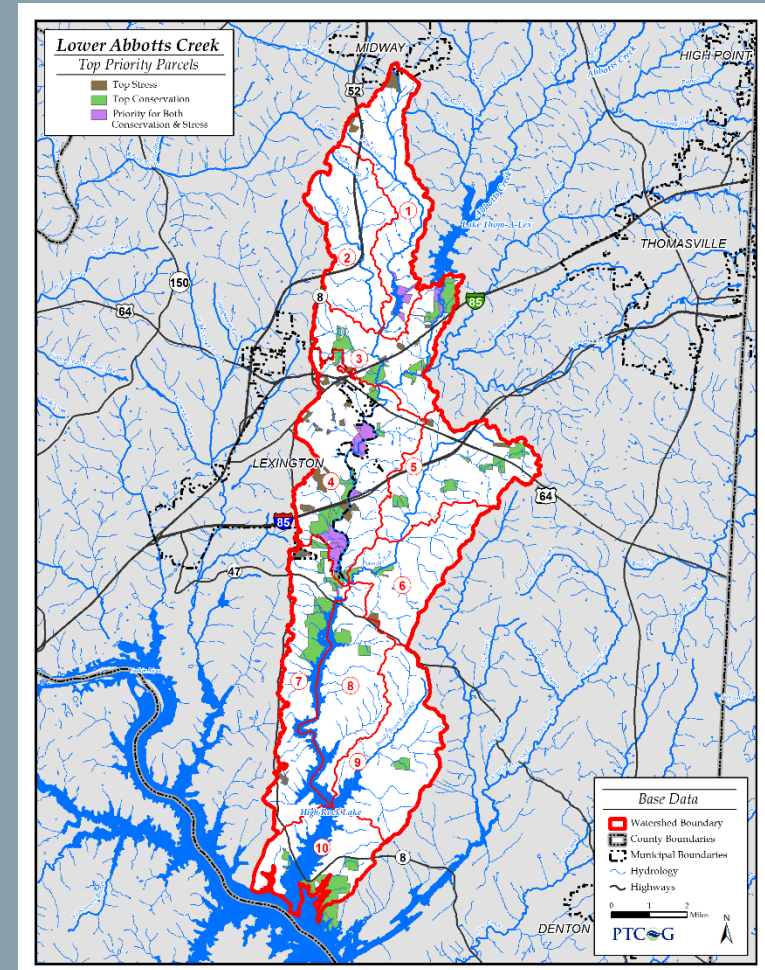 Lower Abbotts Creek
Top Priority Parcels
Top Stress
Top Conservation
Priority for Both
Conservation & Stress
MIDWAY
HIGH POINT
Abbotts Creek
52
1
Lake Thom-A-Lex
THOMASVILLE
2
150
8
85
64
3
LEXINGTON
5
4
64
85
47
6
7
8
9
High Rock Lake
10
8
DENTON
Base Data
Watershed Boundary
County Boundaries
Municipal Boundaries
Hydrology
Highways
0 1 2
Miles
N
PTCOG